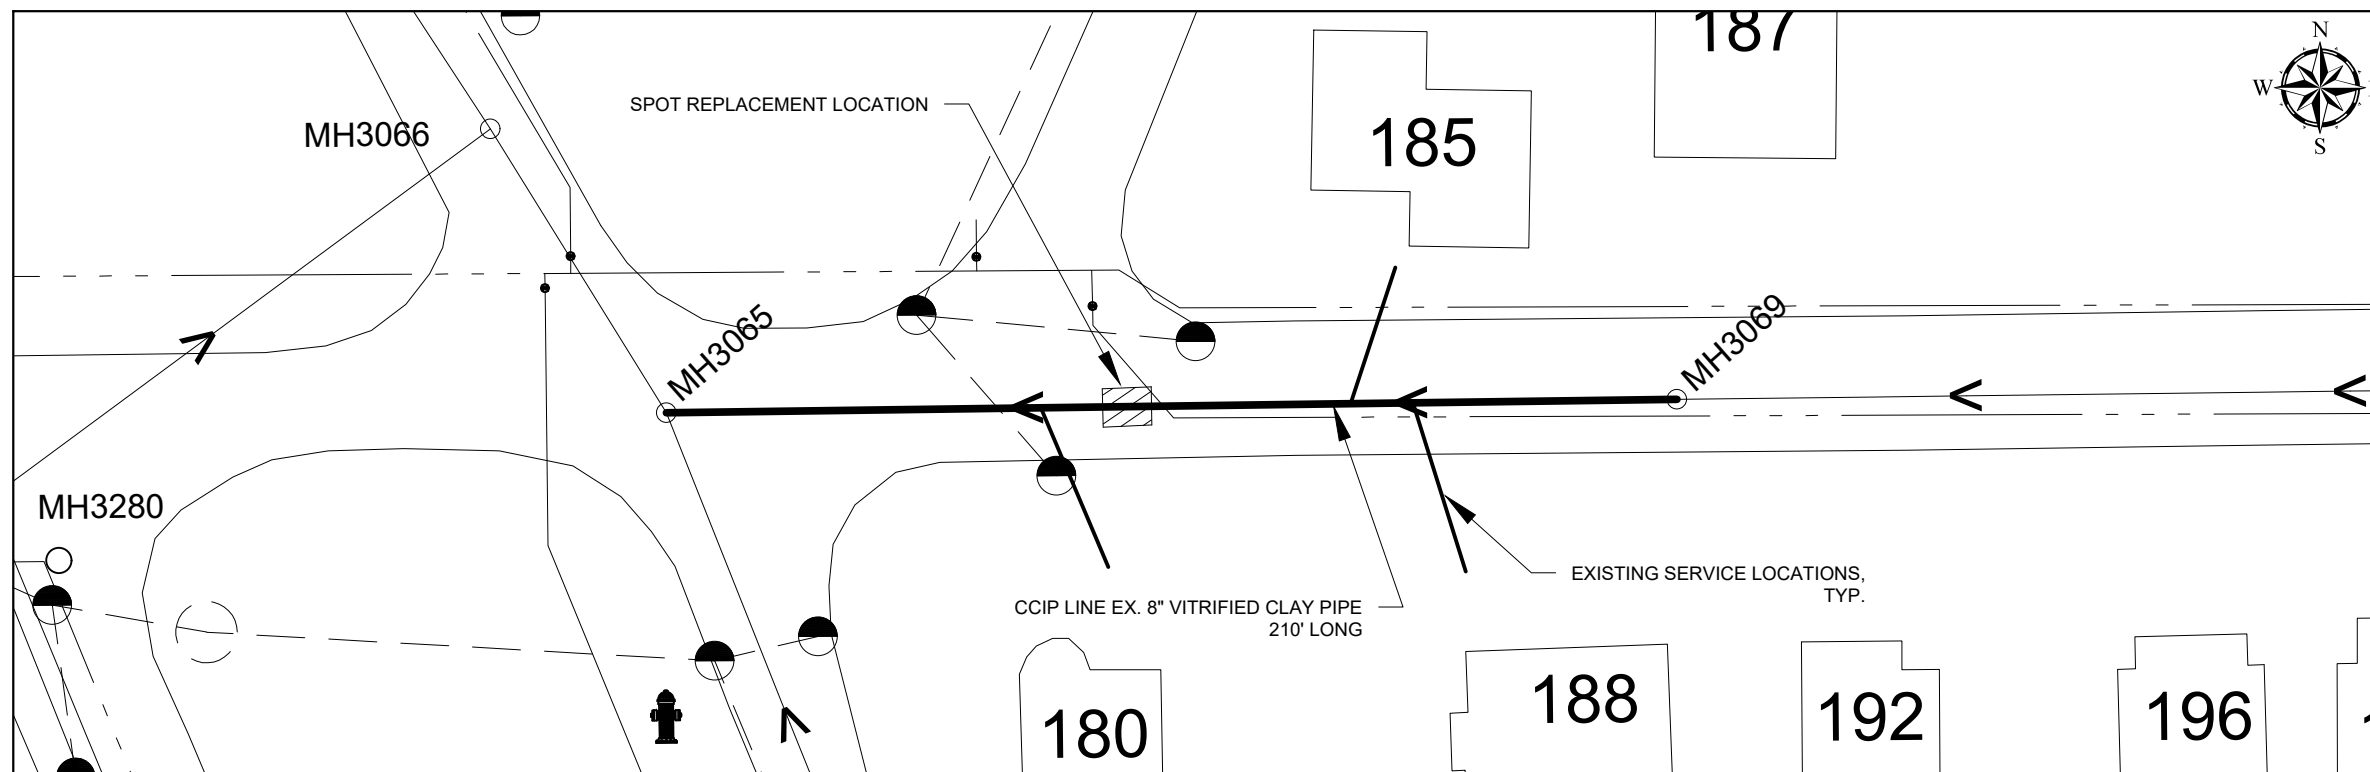 187
N
W
S
SPOT REPLACEMENT LOCATION
MH3066
185
MH3065
MH3069
MH3280
EXISTING SERVICE LOCATIONS,
TYP.
CCIP LINE EX. 8" VITRIFIED CLAY PIPE
210' LONG
180
188
192
196